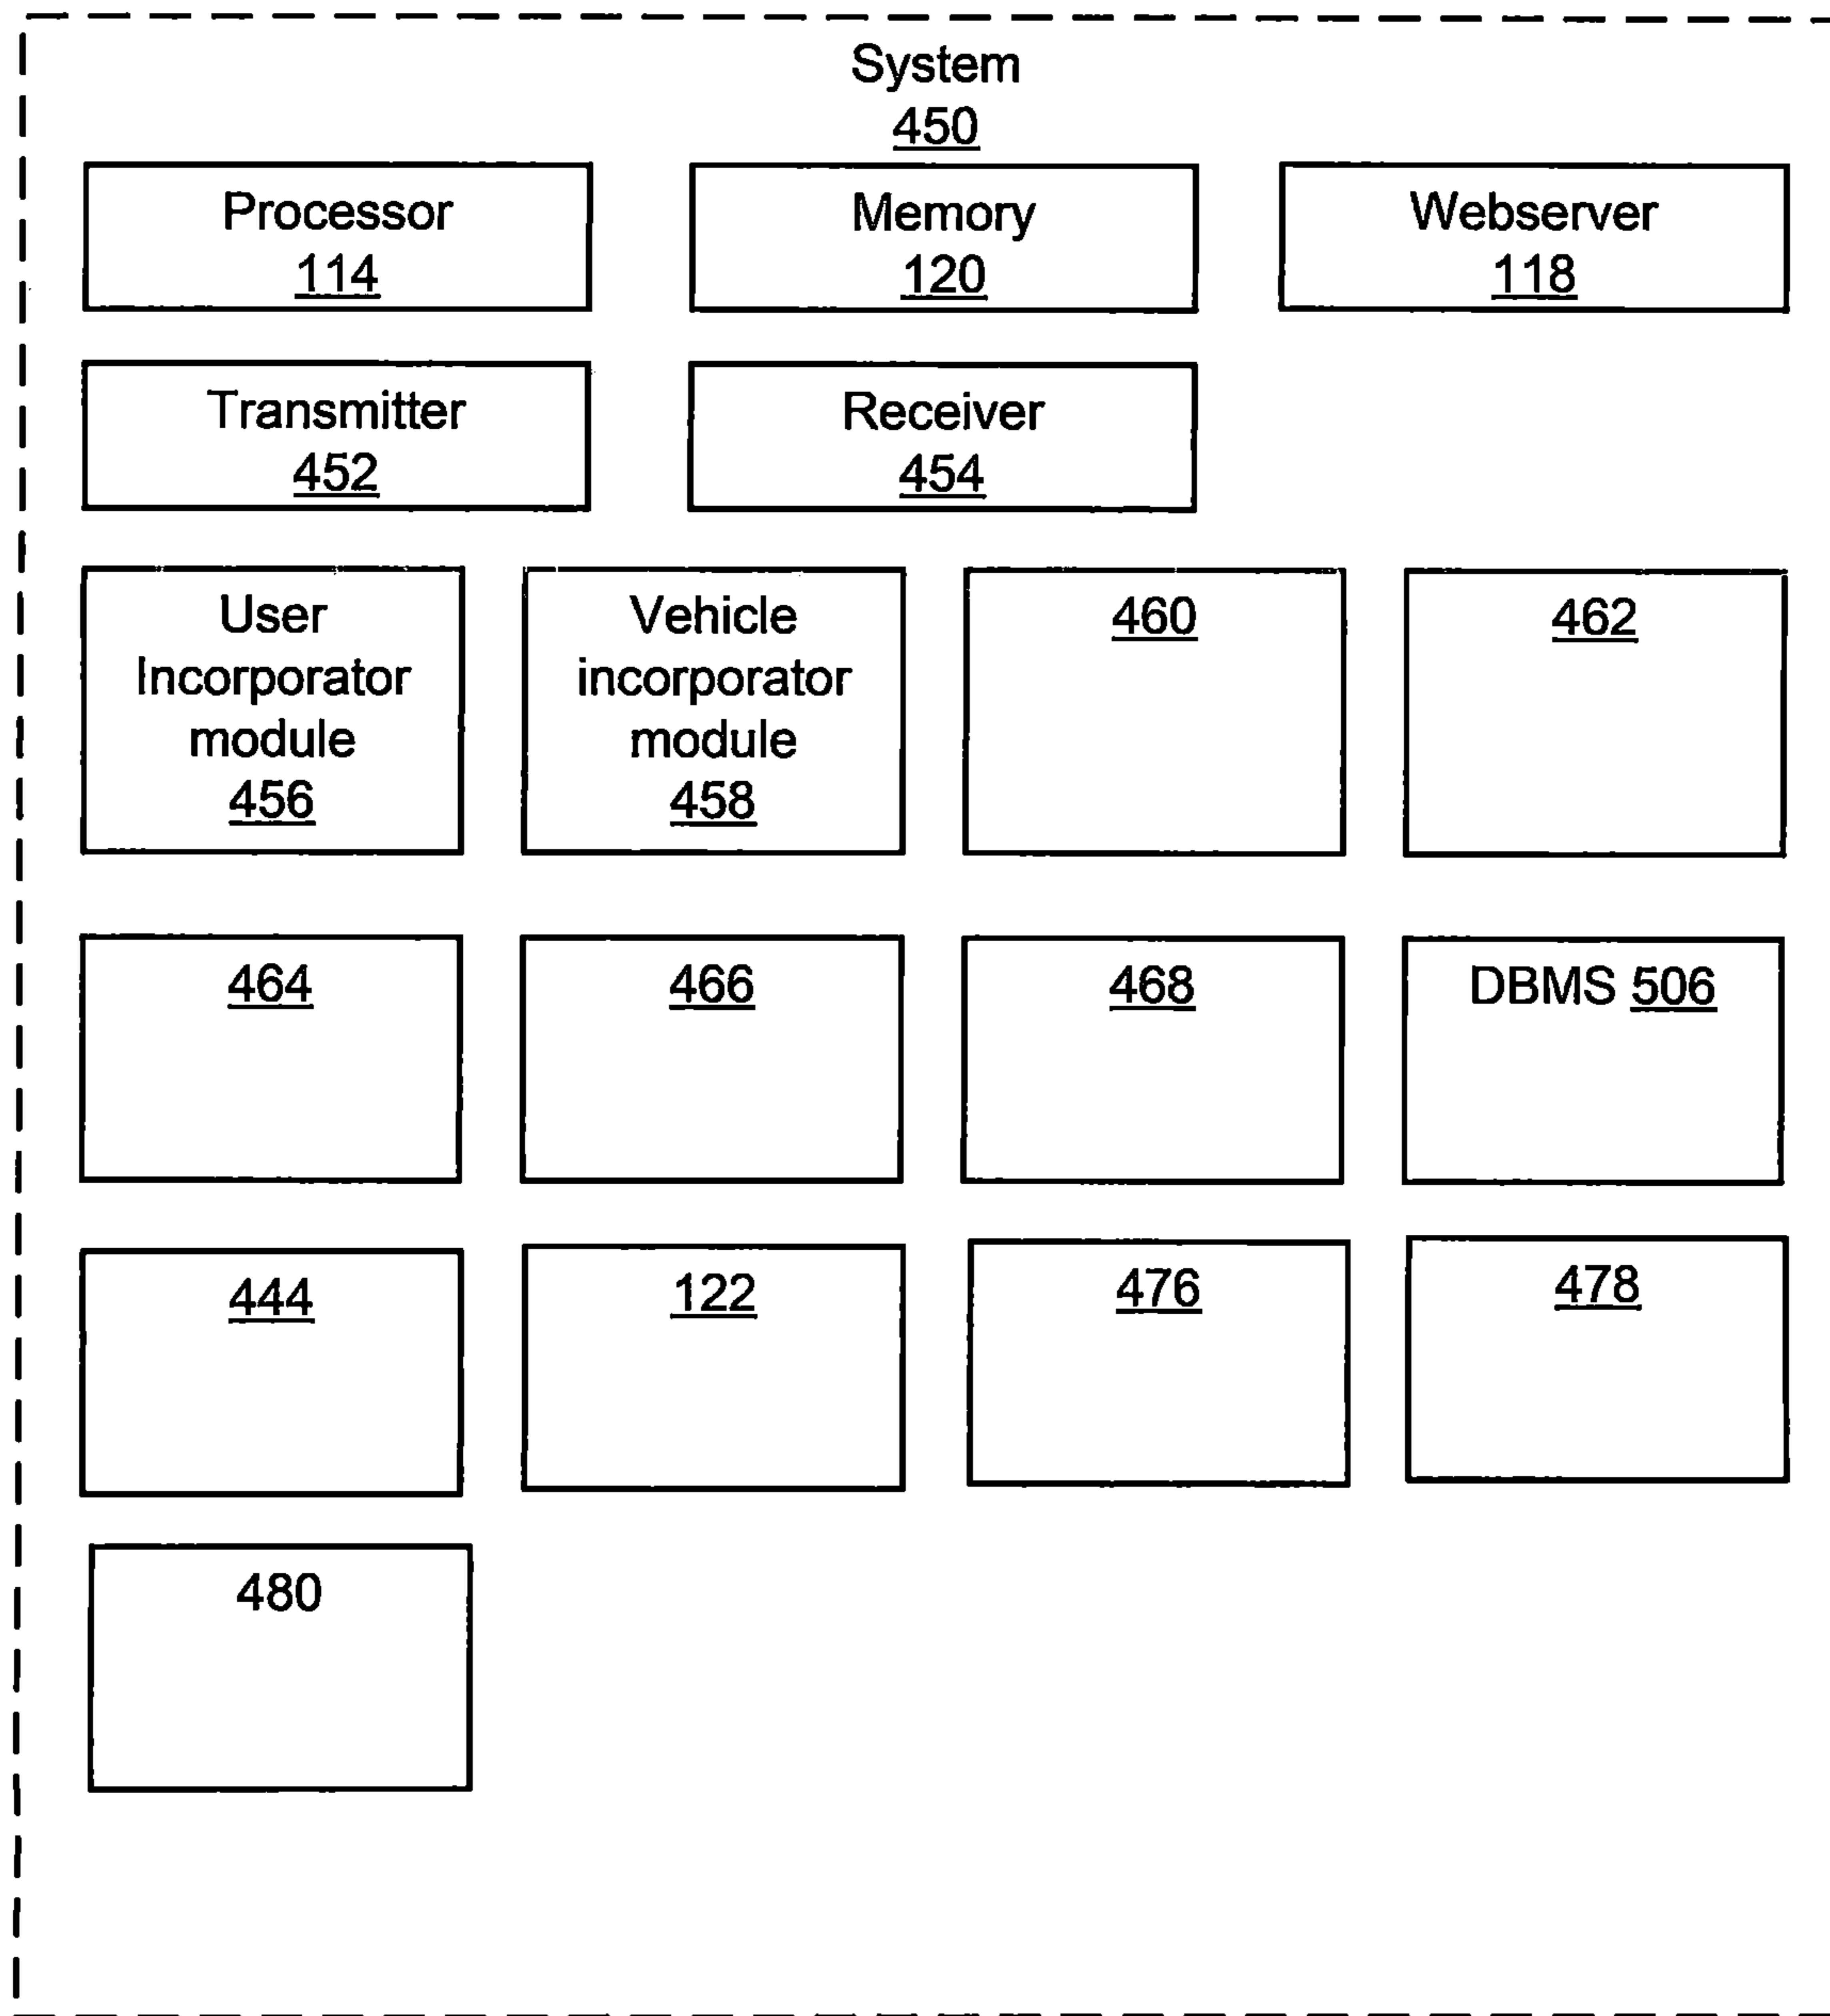 System
450
Processor
114
Memory
120
Webserver
118
Transmitter
452
Receiver
454
User
Incorporator
module
456
Vehicle
incorporator
module
458
460
462
464
466
468
DBMS 506
444
122
476
478
480